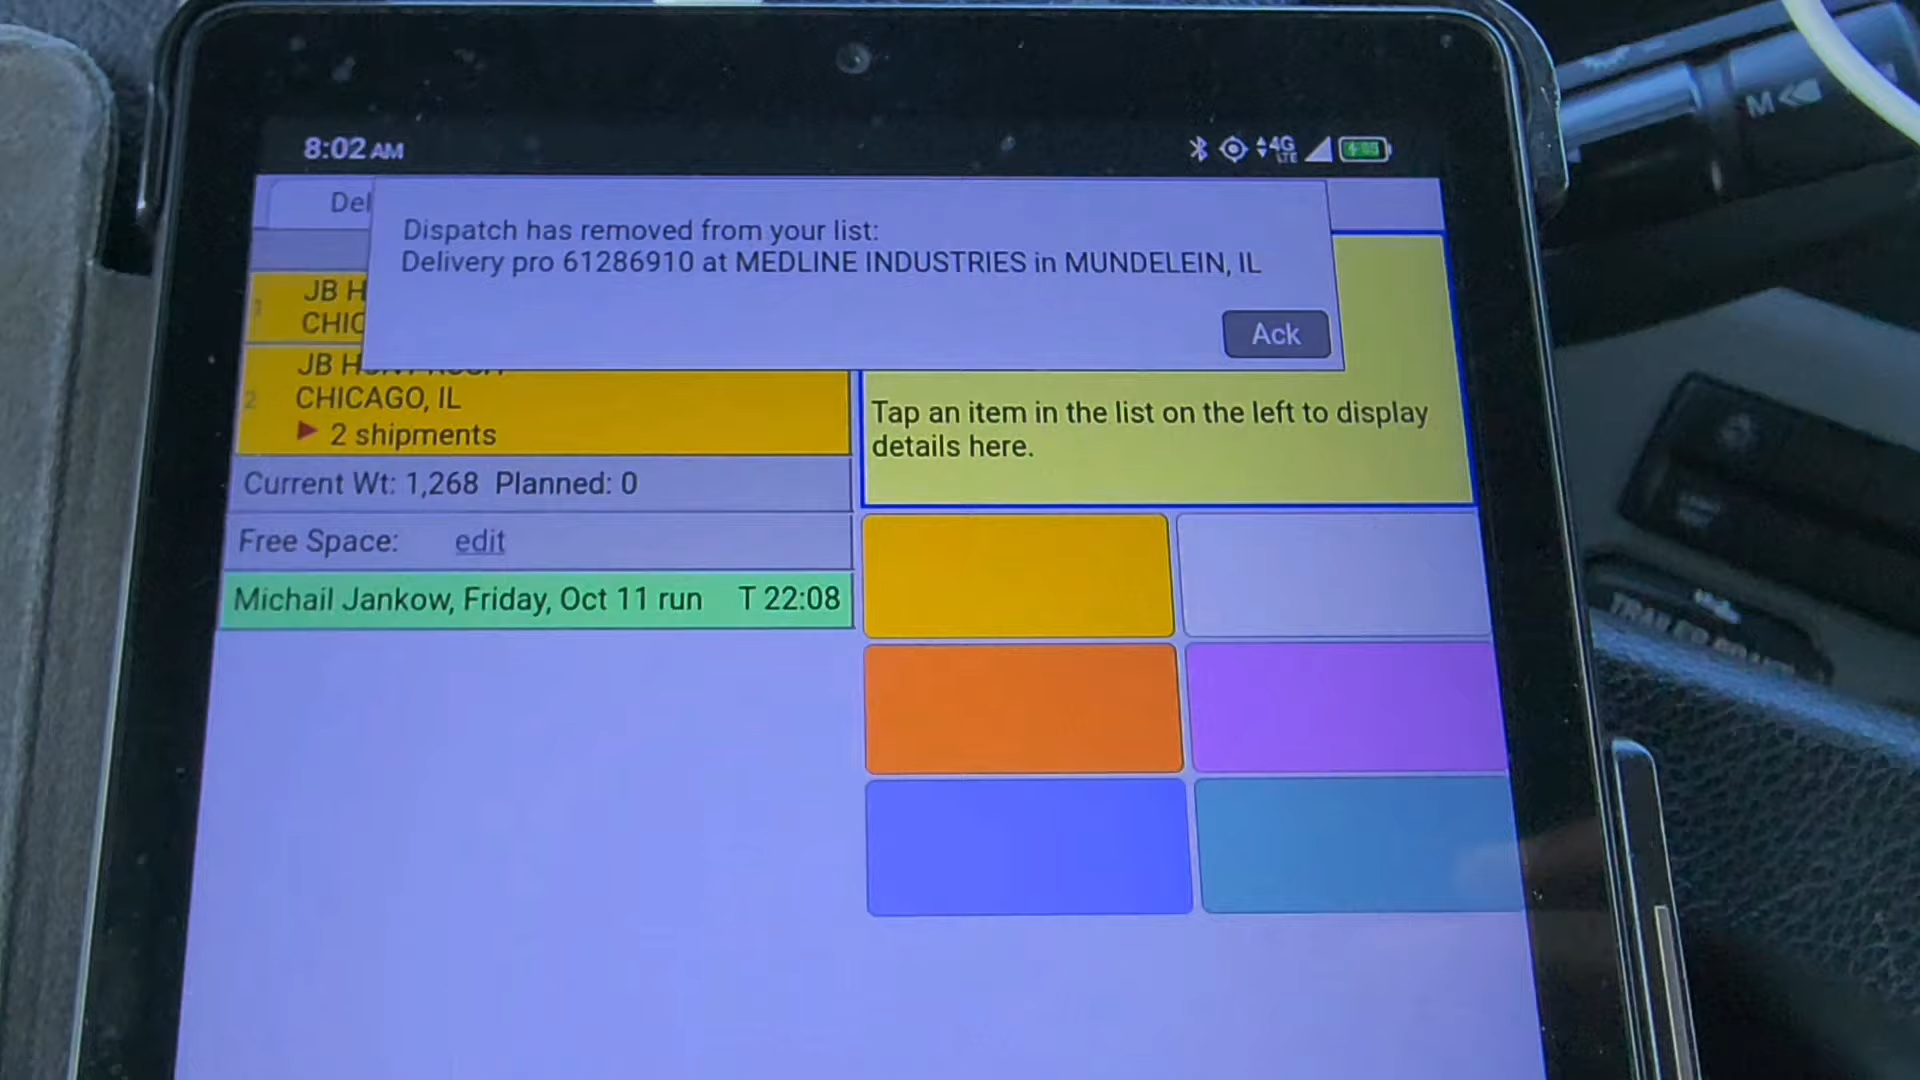 8:02 AM
4G
LTE
Del
Dispatch has removed from your list:
Delivery pro 61286910 at MEDLINE INDUSTRIES in MUNDELEIN, IL
Ack
JB H
CHIC
JB H
2 CHICAGO, IL
2 shipments
Tap an item in the list on the left to display
details here.
Current Wt: 1,268 Planned: 0
Free Space: edit
Michail Jankow, Friday, Oct 11 run T 22:08
M